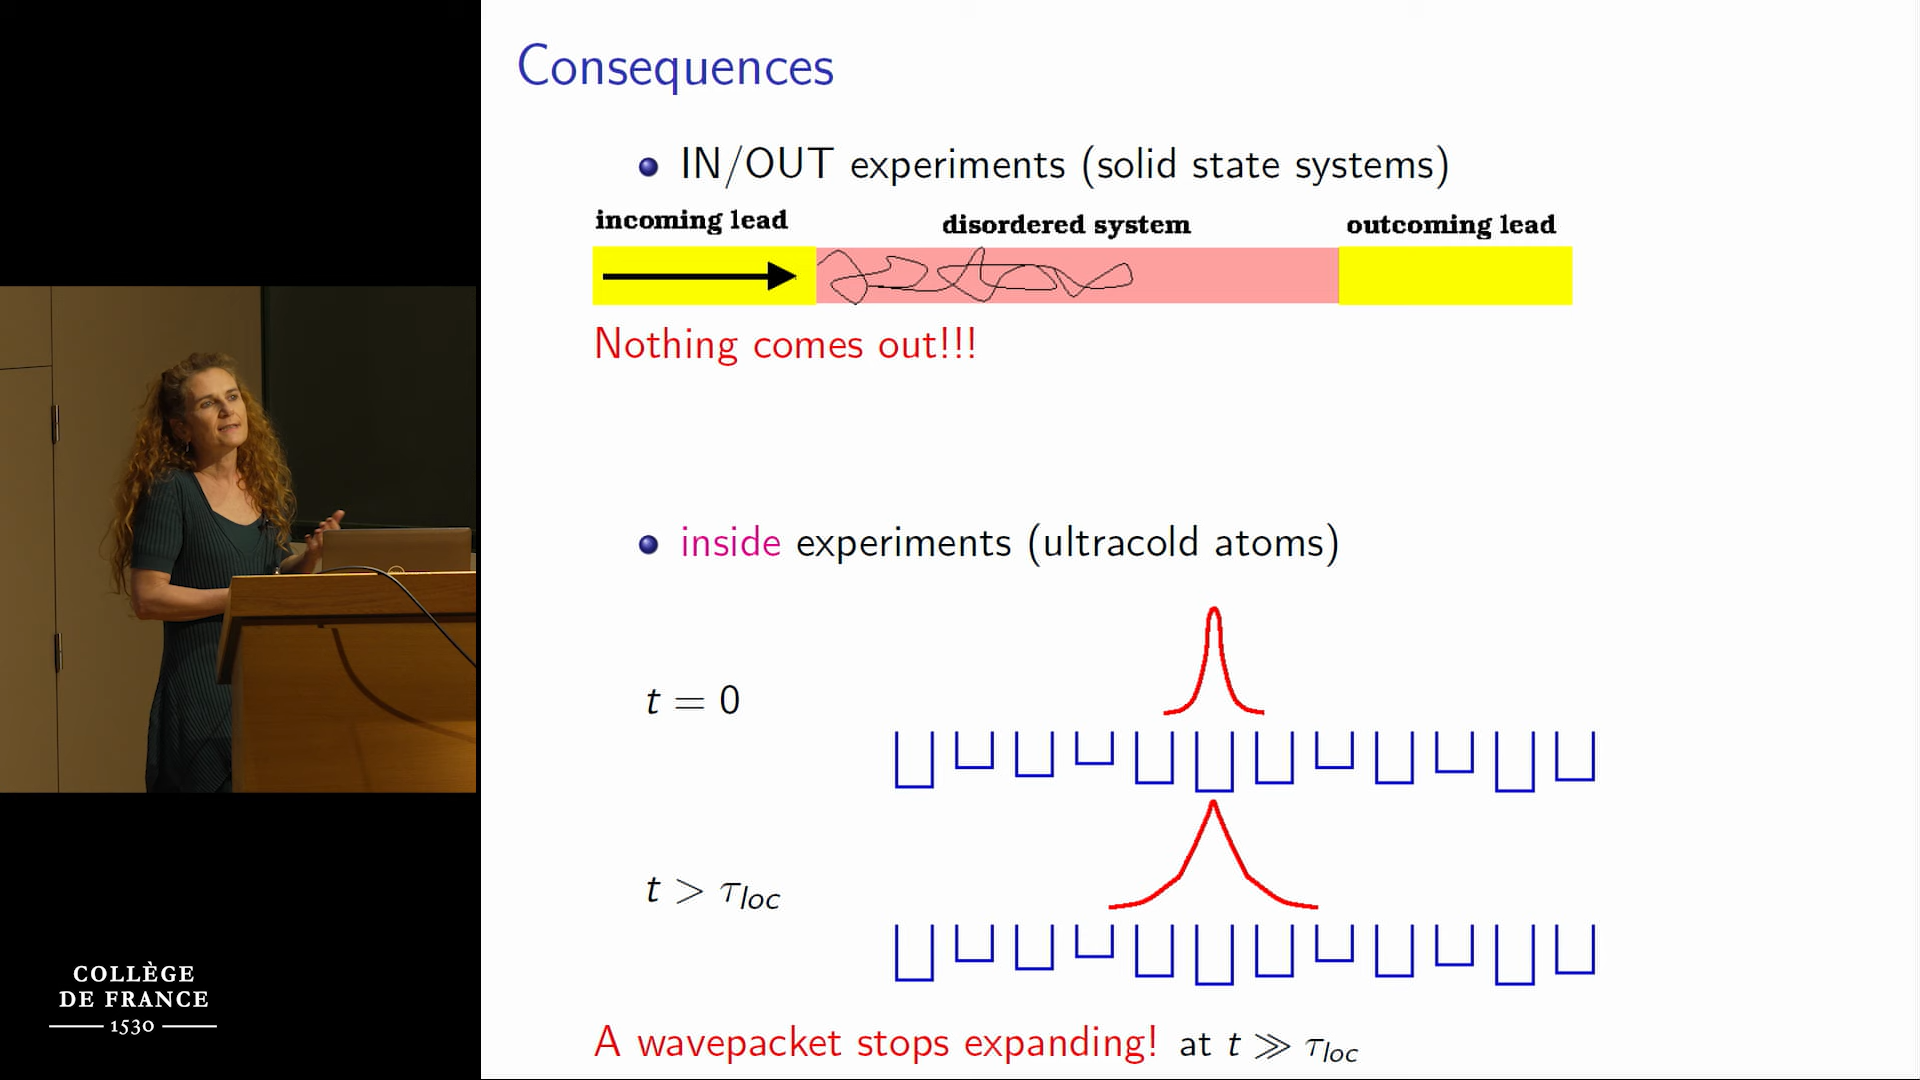 Consequences
IN/OUT experiments (solid state systems)
incoming lead
disordered system
outcoming lead
Nothing comes out!!!
inside experiments (ultracold atoms)
t = 0
t > τloc
A wavepacket stops expanding! at t ≫ τloc
COLLÈGE
DE FRANCE
1530